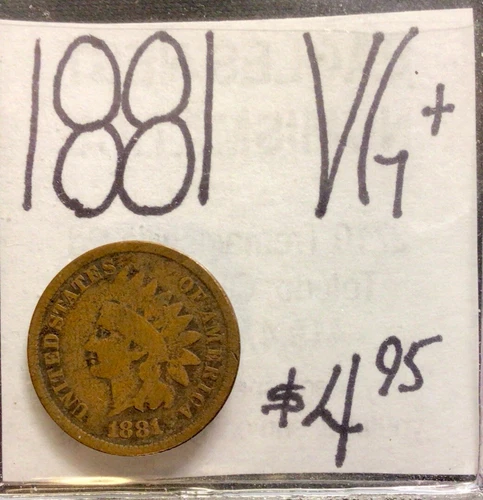 1881 VG+
UNITED STATES OF AMERICA
1881
$4.95